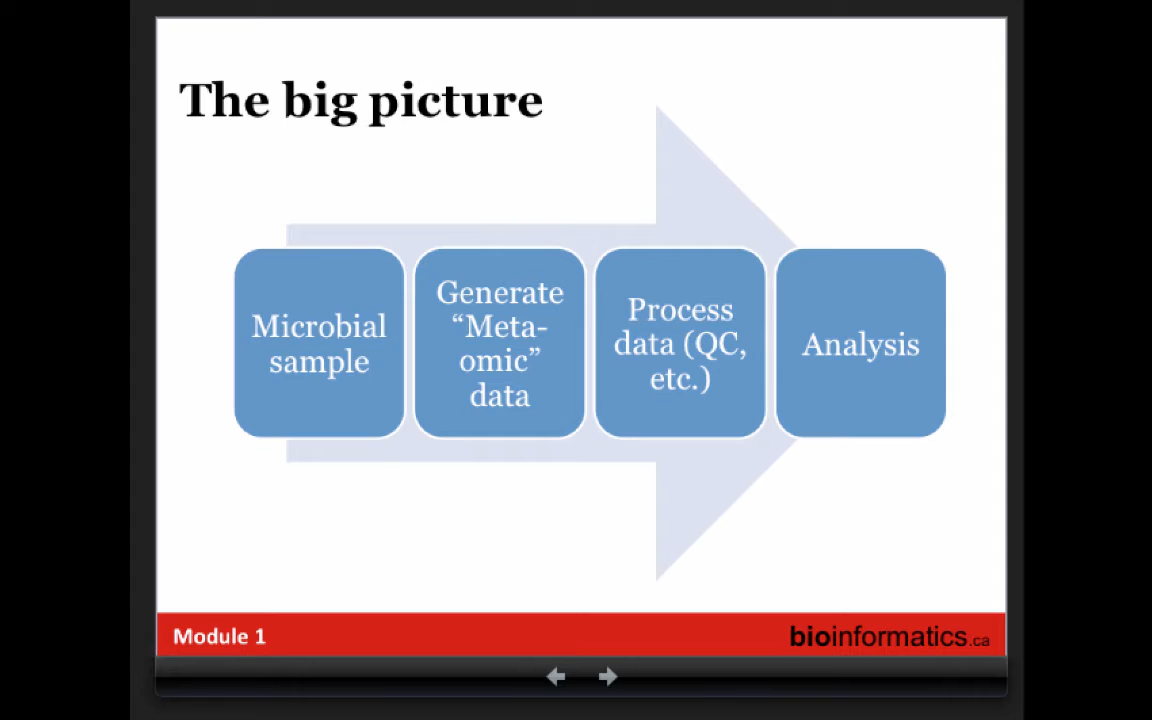 The big picture
Microbial
sample
Generate
“Meta-
omic”
data
Process
data (QC,
etc.)
Analysis
Module 1
bioinformatics.ca